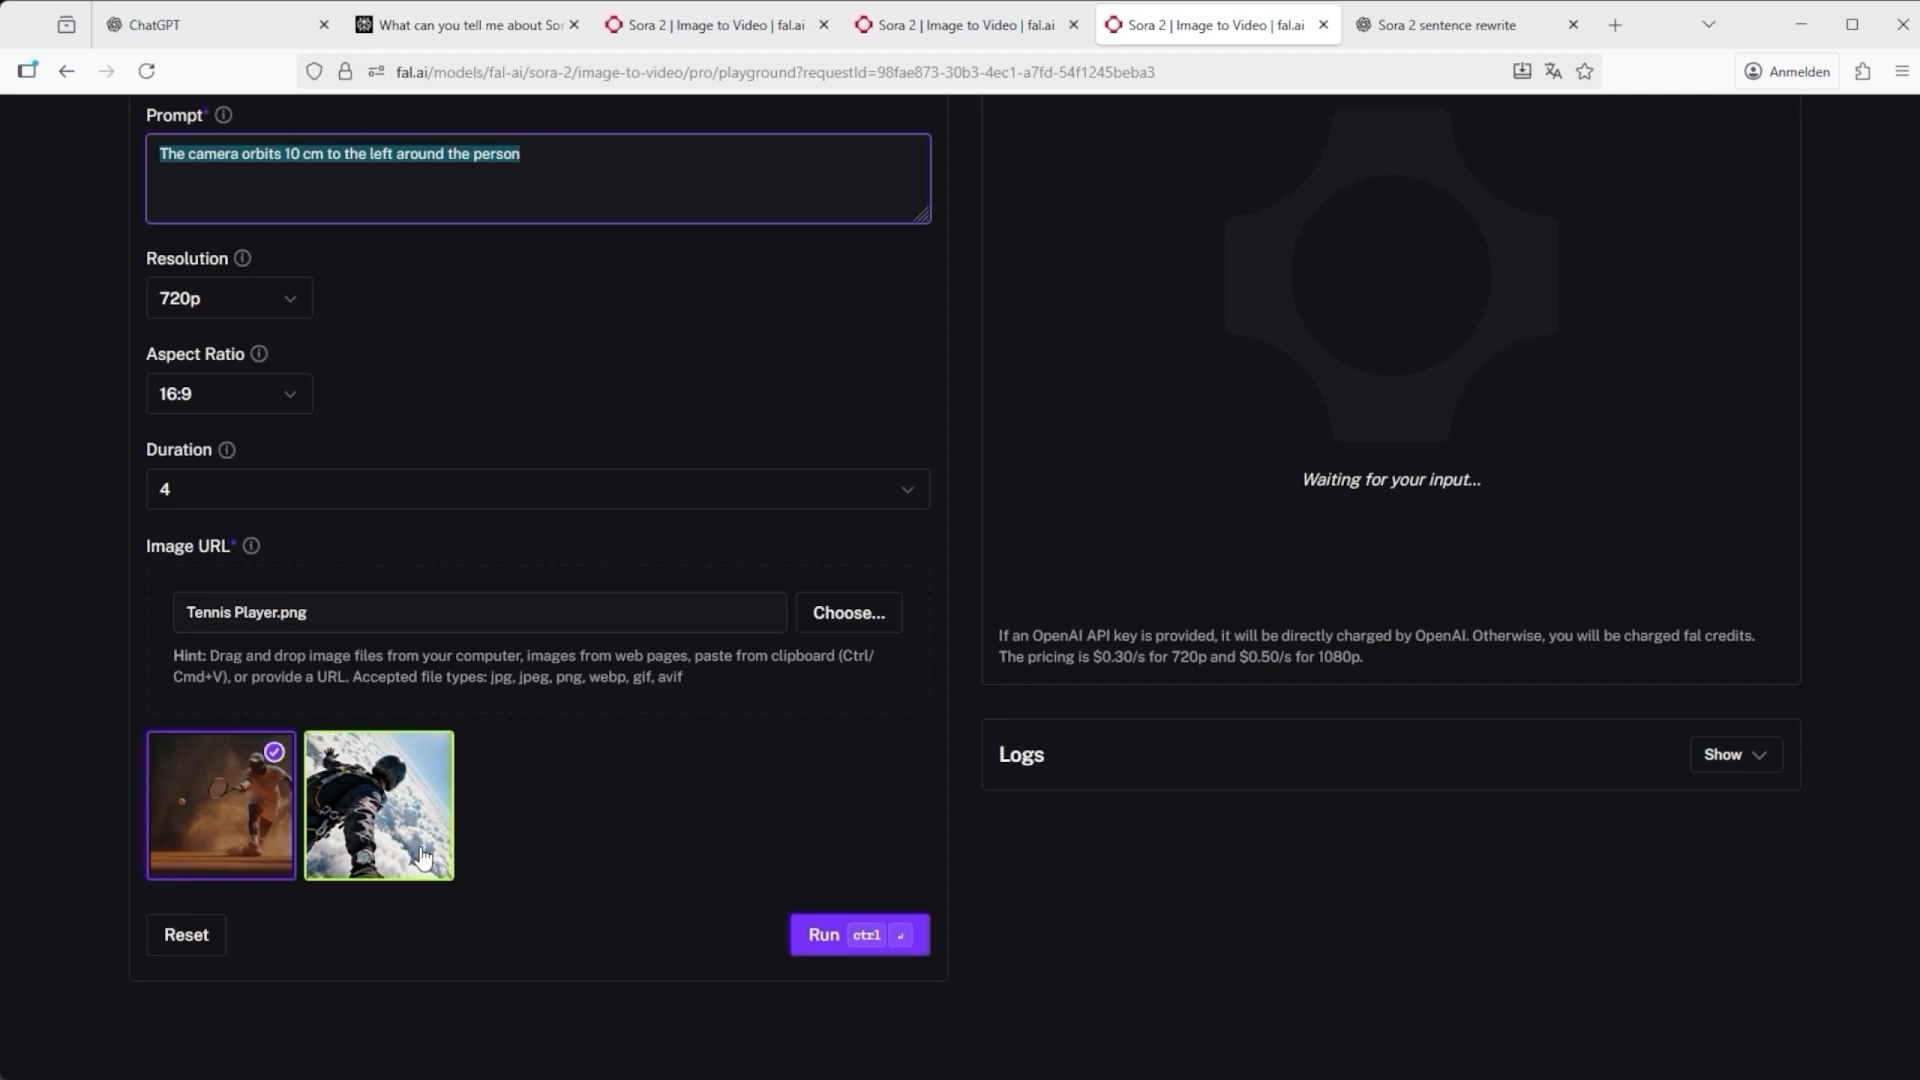 ChatGPT
What can you tell me about Sor
Sora 2 | Image to Video | fal.ai
Sora 2 | Image to Video | fal.ai
Sora 2 | Image to Video | fal.ai
Sora 2 sentence rewrite
fal.ai/models/fal-ai/sora-2/image-to-video/pro/playground?requestId=98fae873-30b3-4ec1-a7fd-54f1245beba3
Anmelden
Prompt*
The camera orbits 10 cm to the left around the person
Resolution
720p
Aspect Ratio
16:9
Duration
4
Image URL*
Tennis Player.png
Choose...
Hint: Drag and drop image files from your computer, images from web pages, paste from clipboard (Ctrl/
Cmd+V), or provide a URL. Accepted file types: jpg, jpeg, png, webp, gif, avif
Reset
Run ctrl
Waiting for your input...
If an OpenAI API key is provided, it will be directly charged by OpenAI. Otherwise, you will be charged fal credits.
The pricing is $0.30/s for 720p and $0.50/s for 1080p.
Logs
Show